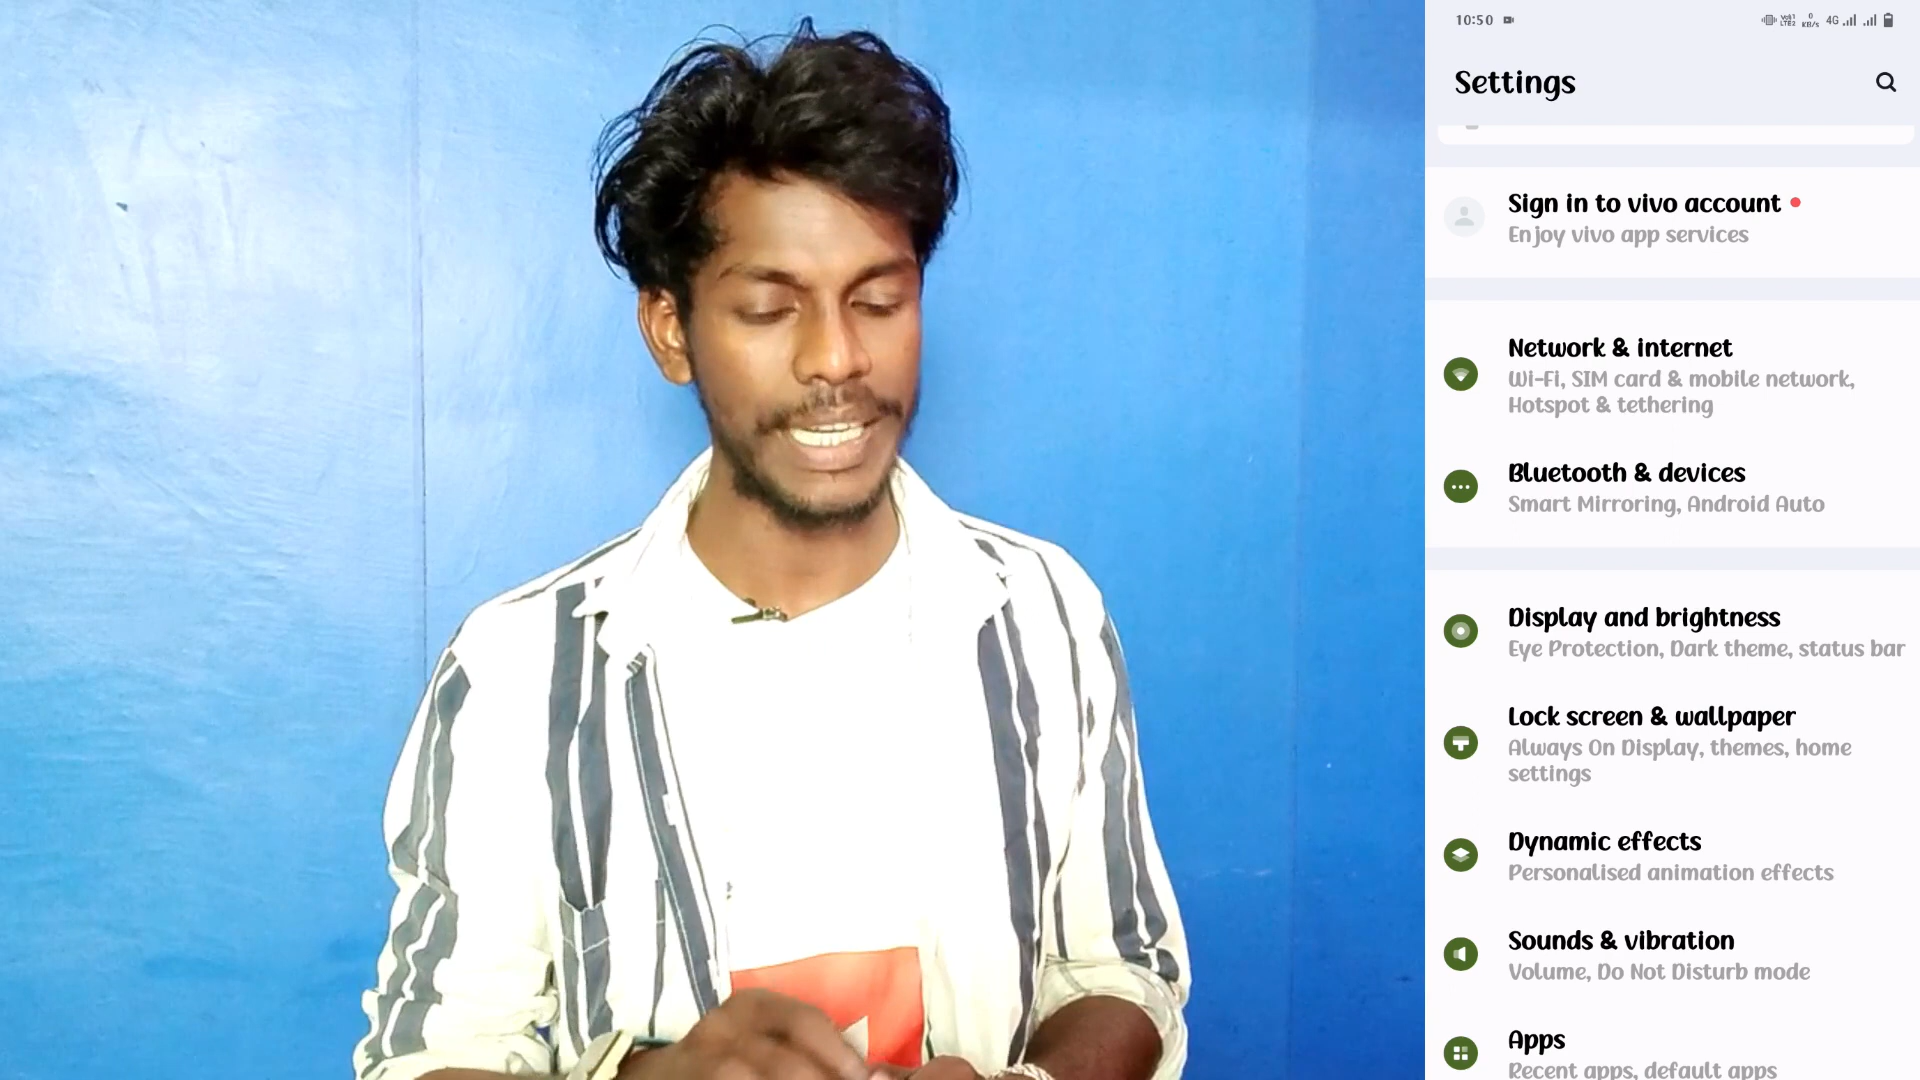 10:50
0
KB/s
4G
Settings
Sign in to vivo account
Enjoy vivo app services
Network & internet
Wi-Fi, SIM card & mobile network,
Hotspot & tethering
Bluetooth & devices
Smart Mirroring, Android Auto
Display and brightness
Eye Protection, Dark theme, status bar
Lock screen & wallpaper
Always On Display, themes, home
settings
Dynamic effects
Personalised animation effects
Sounds & vibration
Volume, Do Not Disturb mode
Apps
Recent apps, default apps